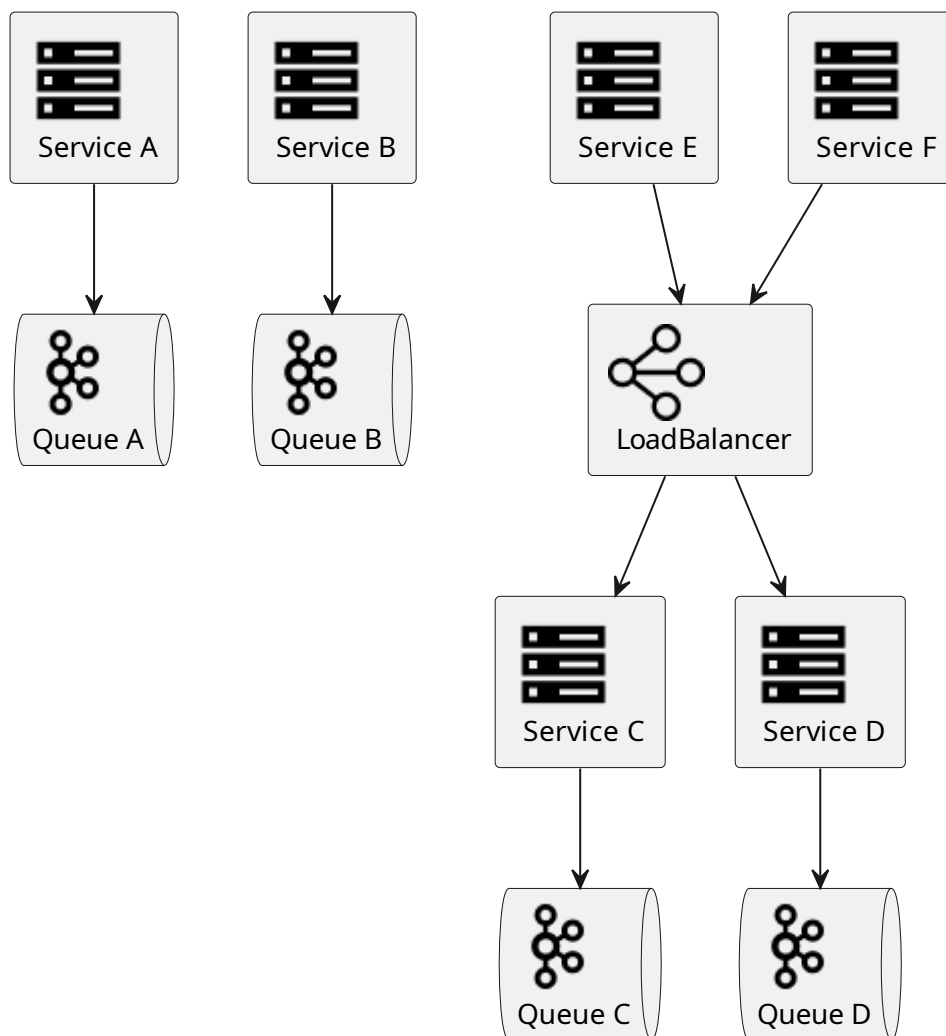 Service A
Service B
Service E
Service F
Queue A
Queue B
LoadBalancer
Service C
Service D
Queue C
Queue D